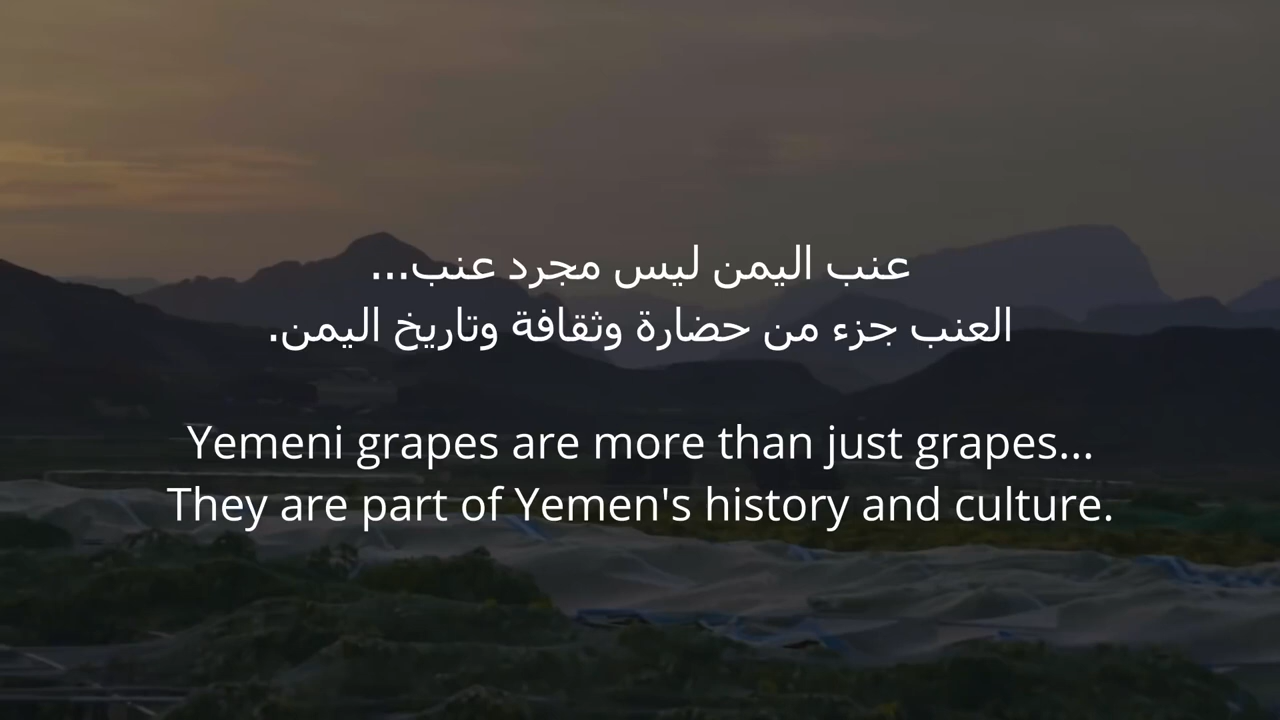 عنب اليمن ليس مجرد عنب...
العنب جزء من حضارة وثقافة وتاريخ اليمن.
Yemeni grapes are more than just grapes...
They are part of Yemen's history and culture.